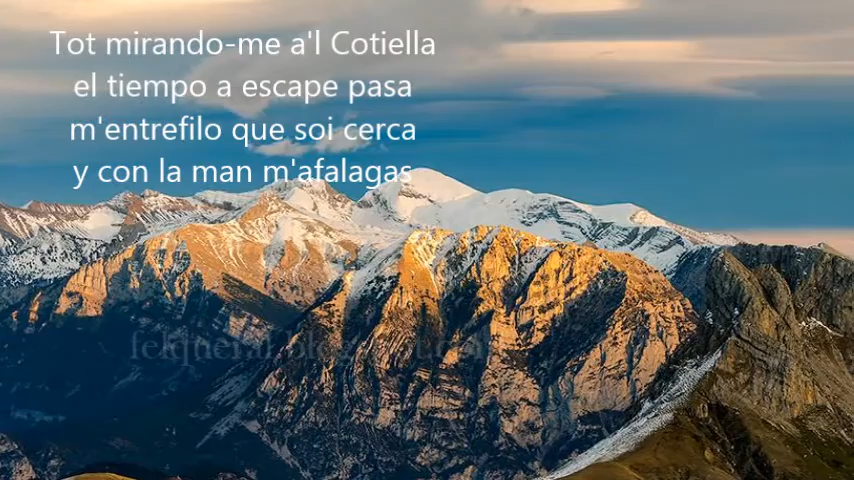 Tot mirando-me a'l Cotiella
el tiempo a escape pasa
m'entrefilo que soi cerca
y con la man m'afalagas